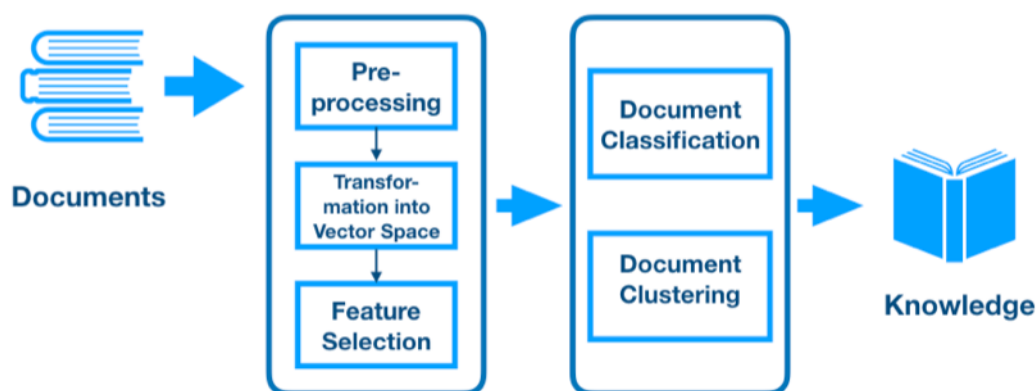 Documents
Pre-
processing
Transfor-
mation into
Vector Space
Feature
Selection
Document
Classification
Document
Clustering
Knowledge